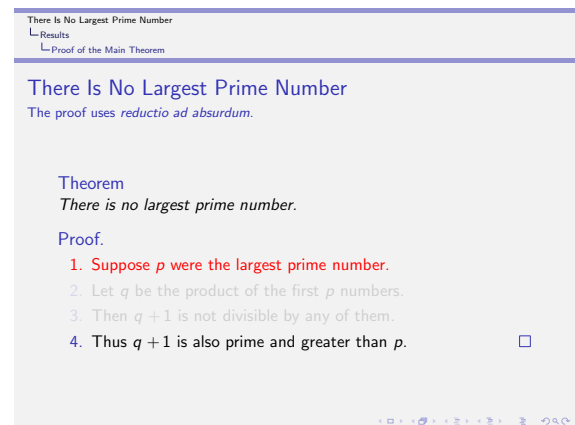 There Is No Largest Prime Number
Results
Proof of the Main Theorem
There Is No Largest Prime Number
The proof uses reductio ad absurdum.
Theorem
There is no largest prime number.
Proof.
1. Suppose p were the largest prime number.
2. Let q be the product of the first p numbers.
3. Then q + 1 is not divisible by any of them.
4. Thus q + 1 is also prime and greater than p.